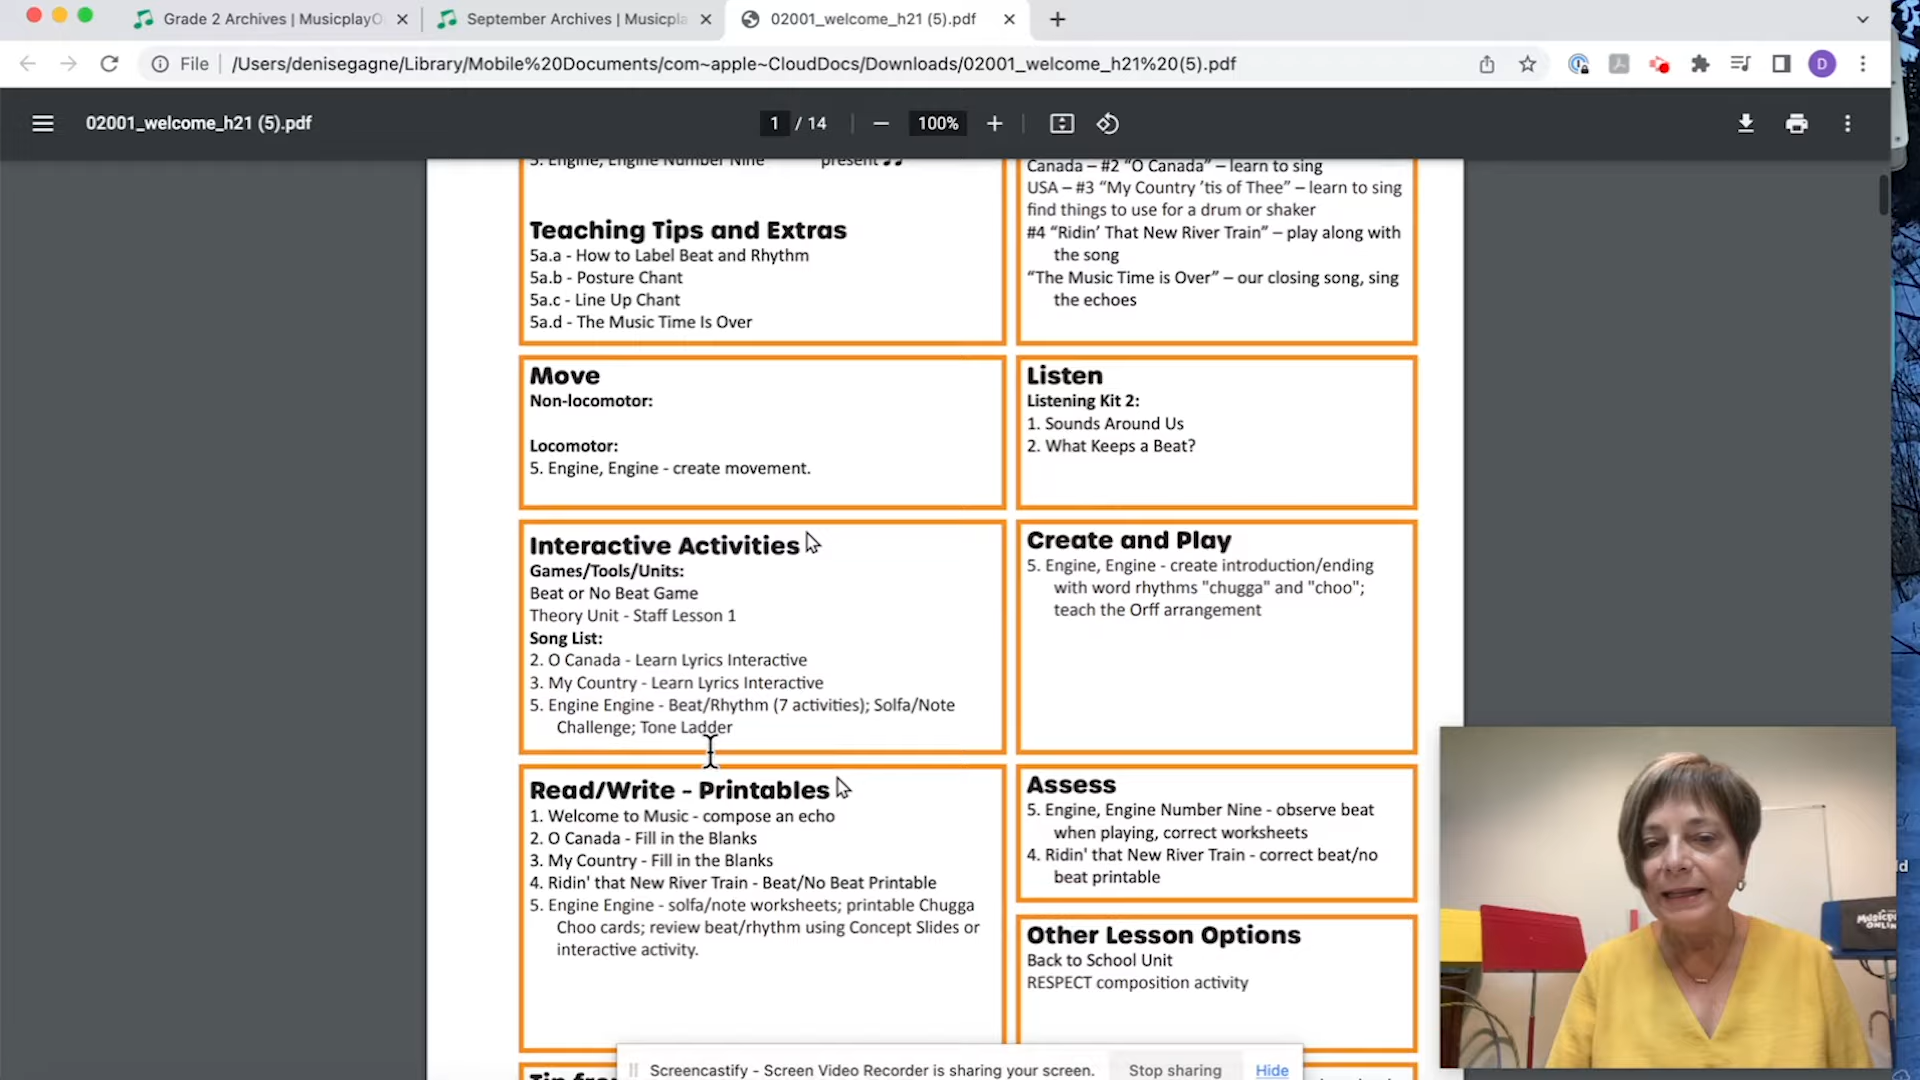 Grade 2 Archives | MusicplayO
September Archives | Musicpla
02001_welcome_h21 (5).pdf
File
/Users/denisegagne/Library/Mobile%20Documents/com~apple~CloudDocs/Downloads/02001_welcome_h21%20(5).pdf
D
02001_welcome_h21 (5).pdf
1 / 14
100%
5. Engine, Engine Number Nine present ♫
Teaching Tips and Extras
5a.a - How to Label Beat and Rhythm
5a.b - Posture Chant
5a.c - Line Up Chant
5a.d - The Music Time Is Over
Canada – #2 “O Canada” – learn to sing
USA – #3 “My Country ’tis of Thee” – learn to sing
find things to use for a drum or shaker
#4 “Ridin’ That New River Train” – play along with
the song
“The Music Time is Over” – our closing song, sing
the echoes
Move
Non-locomotor:
Locomotor:
5. Engine, Engine - create movement.
Listen
Listening Kit 2:
1. Sounds Around Us
2. What Keeps a Beat?
Interactive Activities
Games/Tools/Units:
Beat or No Beat Game
Theory Unit - Staff Lesson 1
Song List:
2. O Canada - Learn Lyrics Interactive
3. My Country - Learn Lyrics Interactive
5. Engine Engine - Beat/Rhythm (7 activities); Solfa/Note
Challenge; Tone Ladder
Create and Play
5. Engine, Engine - create introduction/ending
with word rhythms "chugga" and "choo";
teach the Orff arrangement
Read/Write - Printables
1. Welcome to Music - compose an echo
2. O Canada - Fill in the Blanks
3. My Country - Fill in the Blanks
4. Ridin' that New River Train - Beat/No Beat Printable
5. Engine Engine - solfa/note worksheets; printable Chugga
Choo cards; review beat/rhythm using Concept Slides or
interactive activity.
Assess
5. Engine, Engine Number Nine - observe beat
when playing, correct worksheets
4. Ridin' that New River Train - correct beat/no
beat printable
Other Lesson Options
Back to School Unit
RESPECT composition activity
Screencastify - Screen Video Recorder is sharing your screen.
Stop sharing
Hide